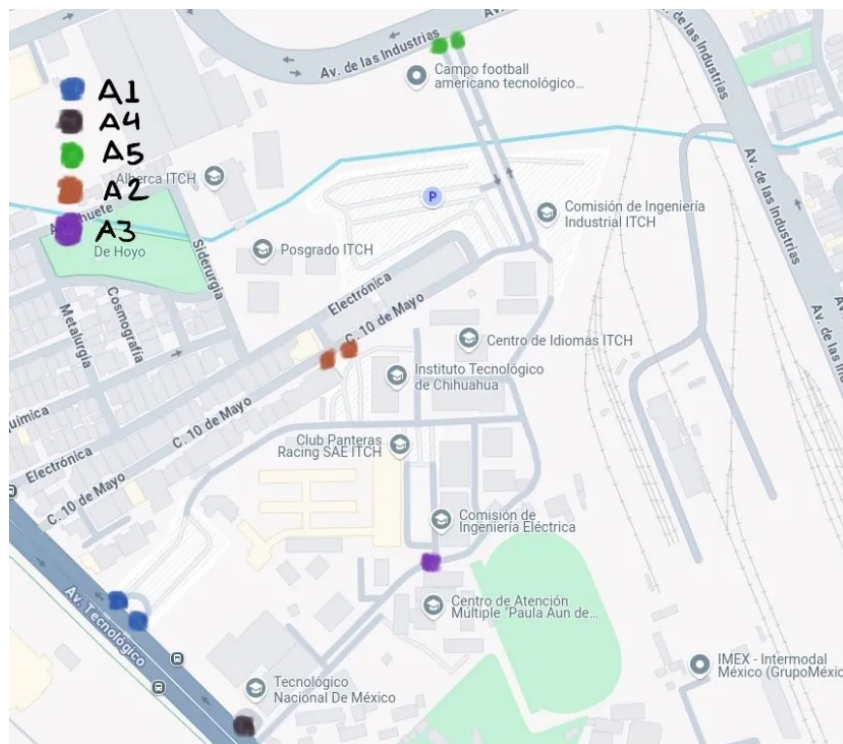 Av. de las Industrias
Av.
Av. de las Industrias
Campo football
americano tecnológico...
A1
A4
A5
Alberca ITCH
A2
A3
De Hoyo
P
Comisión de Ingeniería
Industrial ITCH
Av. de las Industrias
Posgrado ITCH
Siderurgia
Electrónica
C. 10 de Mayo
Metalurgia
Cosmografía
Centro de Idiomas ITCH
Instituto Tecnológico
de Chihuahua
C. 10 de Mayo
Club Panteras
Racing SAE ITCH
Electrónica
C. 10 de Mayo
Comisión de
Ingeniería Eléctrica
Av. Tecnológico
Centro de Atención
Múltiple "Paula Aun de...
IMEX - Intermodal
México (GrupoMéxic
Tecnológico
Nacional De México